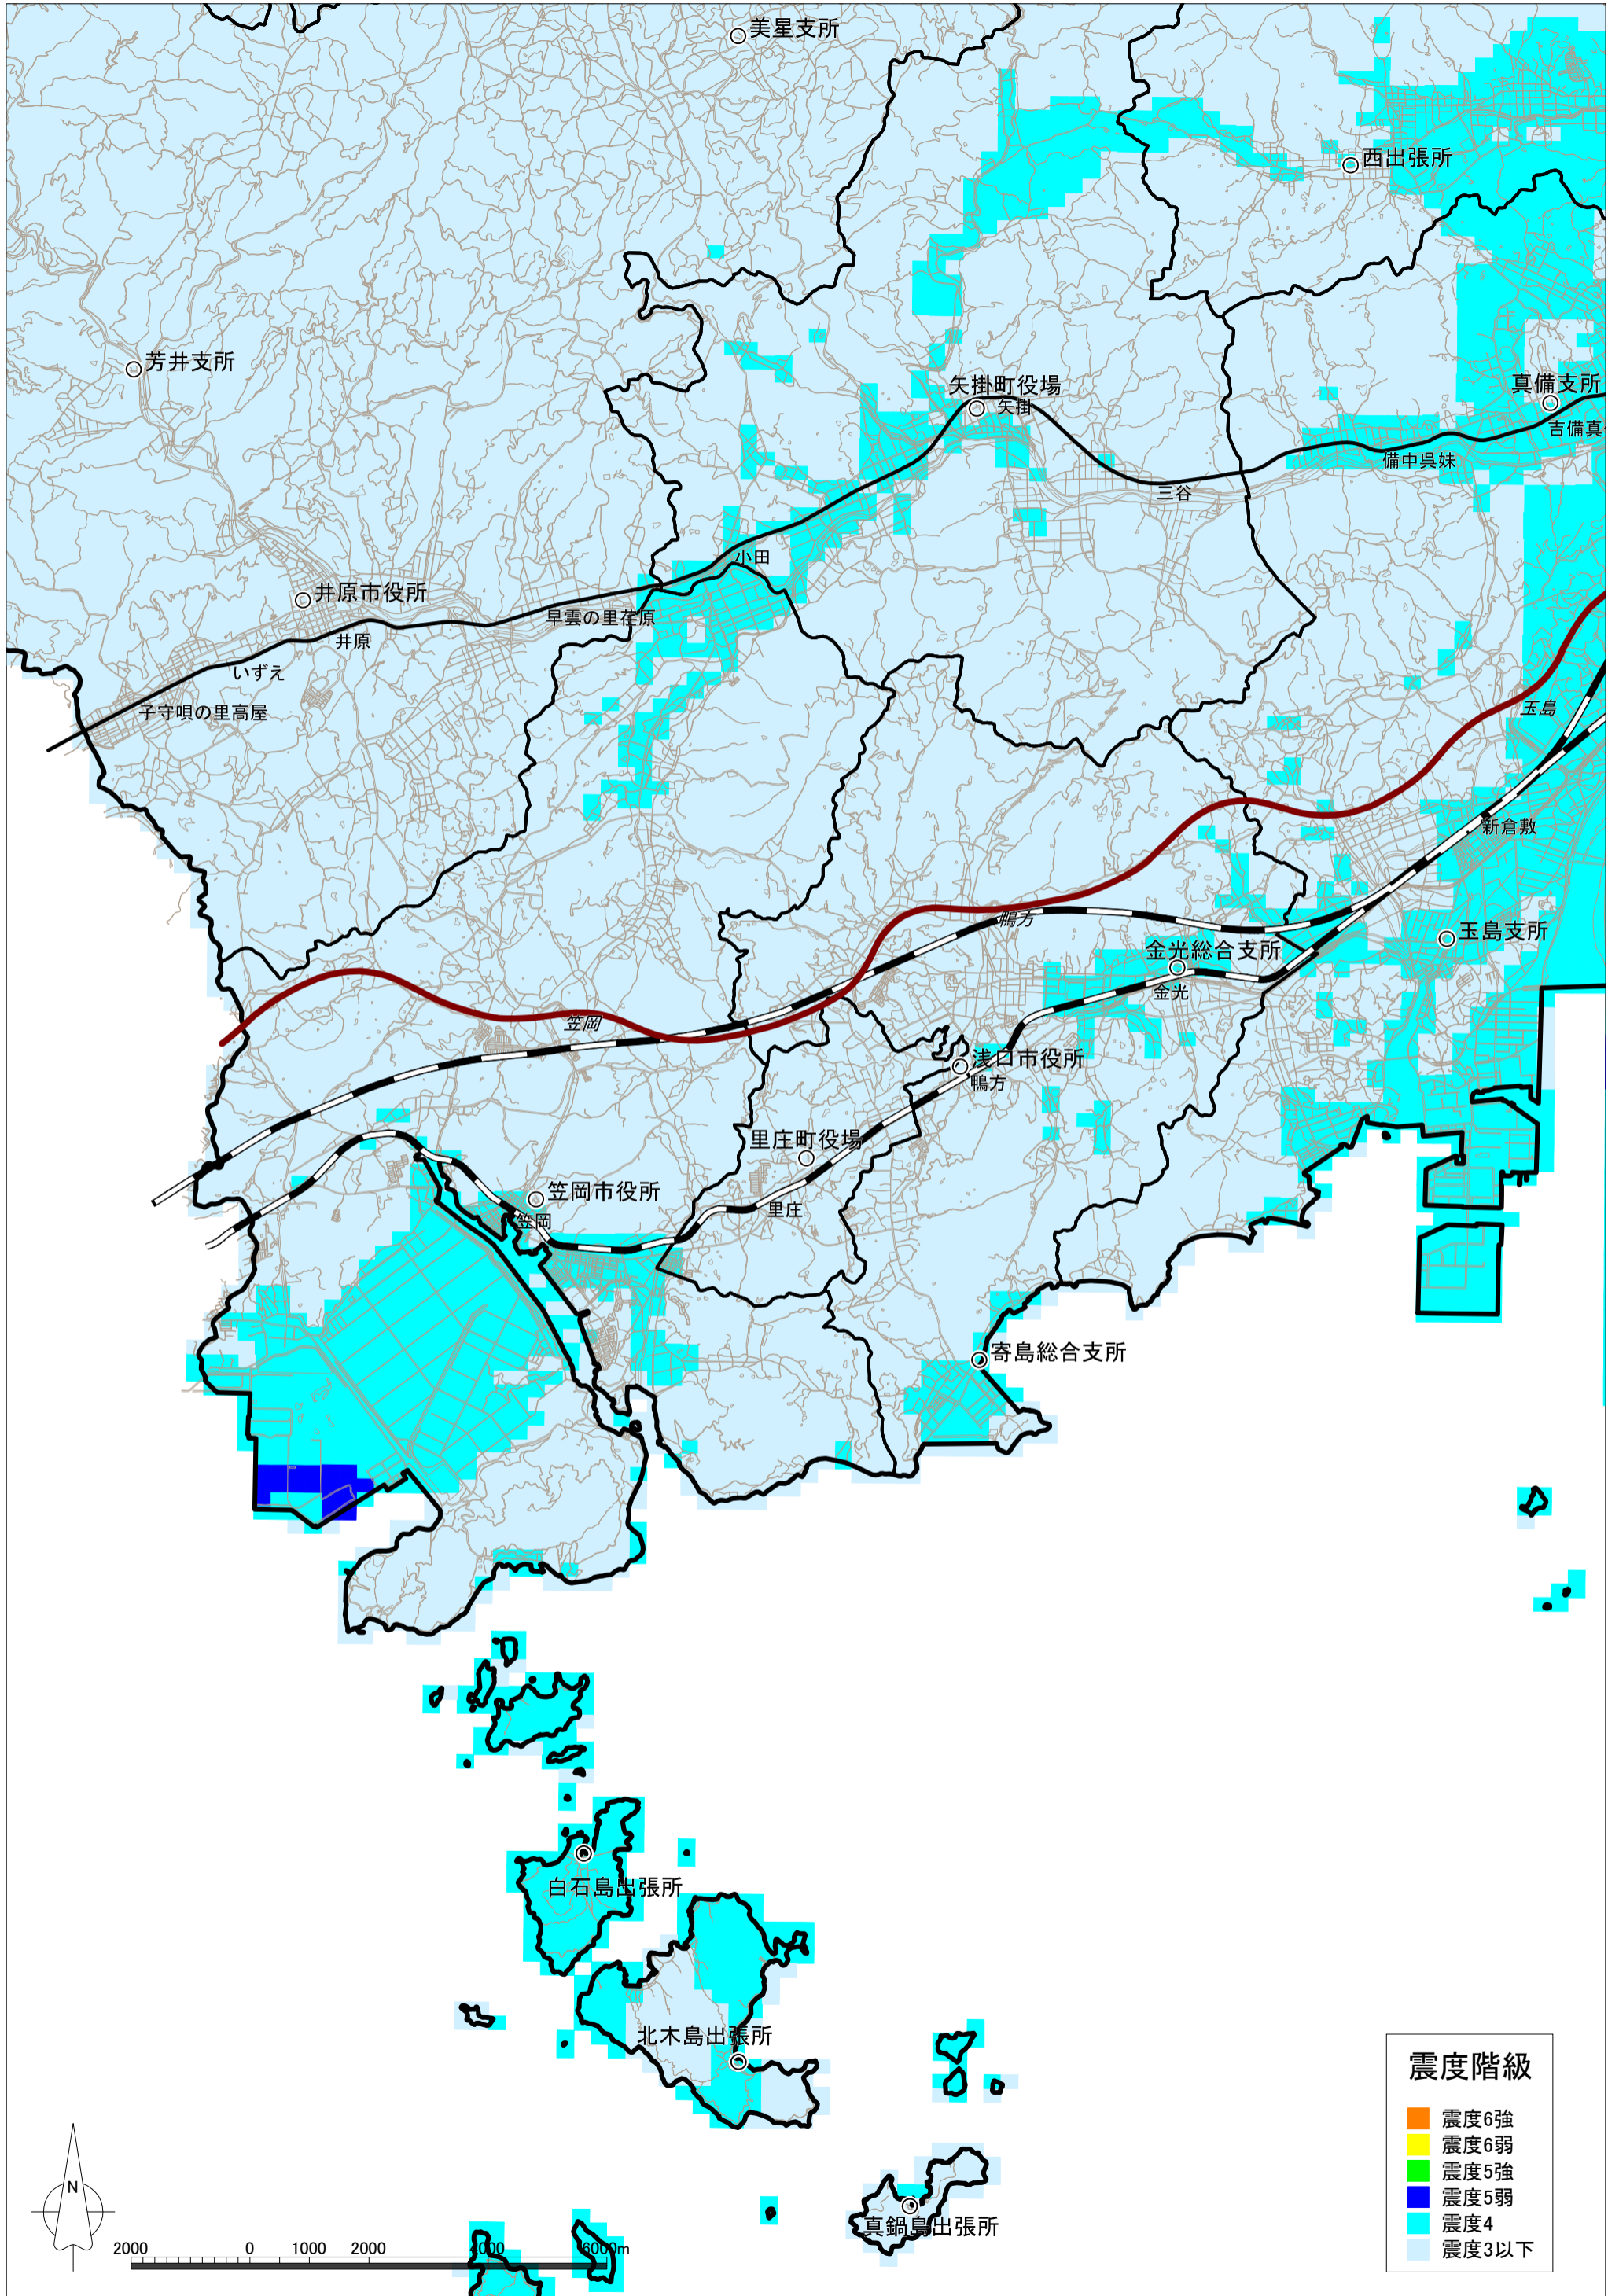 美星支所
西出張所
芳井支所
矢掛町役場
矢掛
真備支所
吉備真
備中呉妹
三谷
小田
井原市役所
早雲の里荏原
井原
いずえ
子守唄の里高屋
玉島
新倉敷
鴨方
玉島支所
金光総合支所
金光
笠岡
浅口市役所
鴨方
里庄町役場
笠岡市役所
里庄
笠岡
寄島総合支所
白石島出張所
北木島出張所
真鍋島出張所
N
2000 0 1000 2000 4000 6000m
震度階級
震度6強
震度6弱
震度5強
震度5弱
震度4
震度3以下